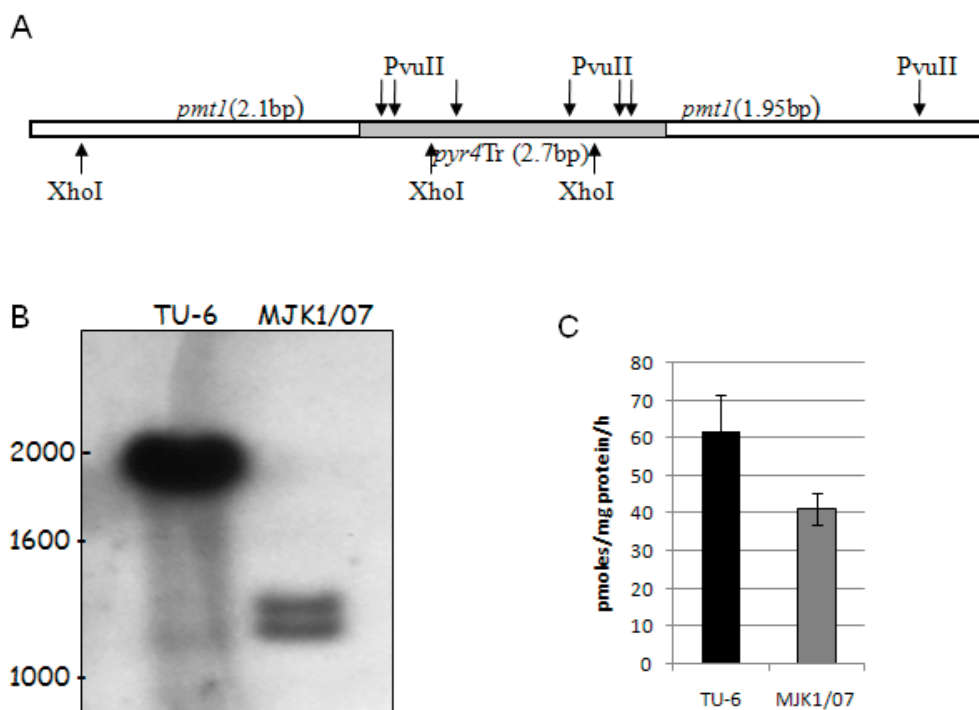 A
PvuII PvuII PvuII
pmt1(2.1bp) pmt1(1.95bp)
pyr4Tr (2.7bp)
XhoI XhoI XhoI
B
TU-6 MJK1/07
2000
1600
1000
C
80
70
60
50
40
30
20
10
0
pmoles/mg protein/h
TU-6 MJK1/07